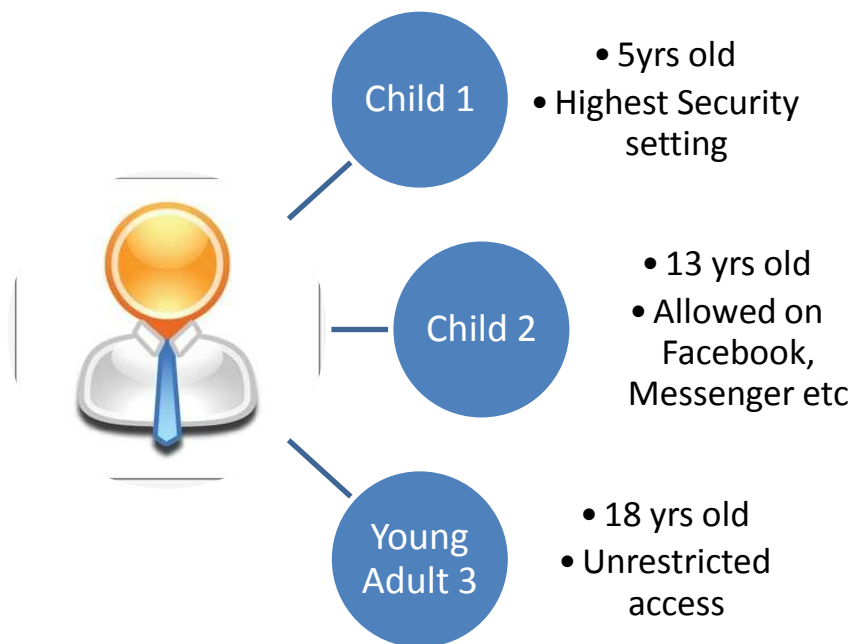 Child 1
• 5yrs old
• Highest Security
setting
Child 2
• 13 yrs old
• Allowed on
Facebook,
Messenger etc
Young
Adult 3
• 18 yrs old
• Unrestricted
access